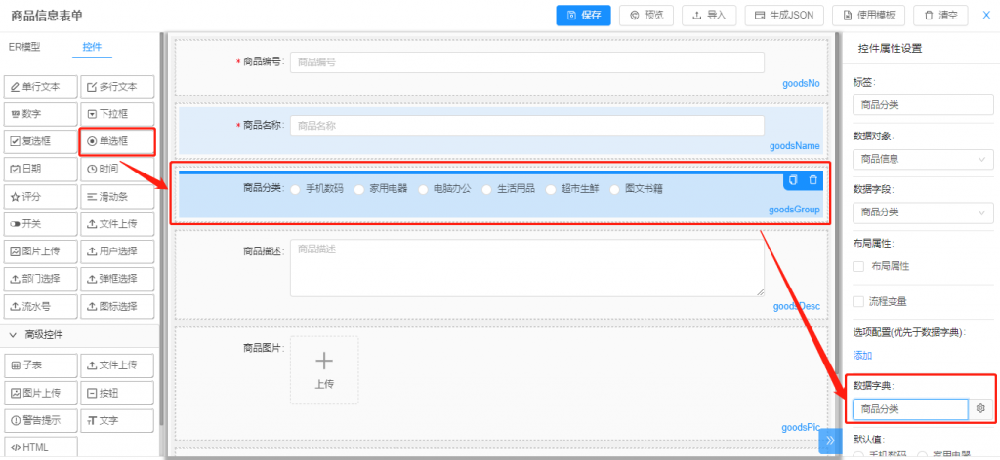 商品信息表单
保存
预览
导入
生成JSON
使用模板
清空
X
ER模型 控件
单行文本 多行文本
数字 下拉框
复选框 单选框
日期 时间
评分 滑动条
开关 文件上传
图片上传 用户选择
部门选择 弹框选择
流水号 图标选择
高级控件
子表 文件上传
图片上传 按钮
警告提示 文字
HTML
* 商品编号: 商品编号
goodsNo
* 商品名称: 商品名称
goodsName
商品分类: 手机数码 家用电器 电脑办公 生活用品 超市生鲜 图文书籍
goodsGroup
商品描述: 商品描述
goodsDesc
商品图片:
上传
goodsPic
控件属性设置
标签:
商品分类
数据对象:
商品信息
数据字段:
商品分类
布局属性:
布局属性
流程变量
选项配置(优先于数据字典):
添加
数据字典:
商品分类
默认值:
手机数码 家用电器